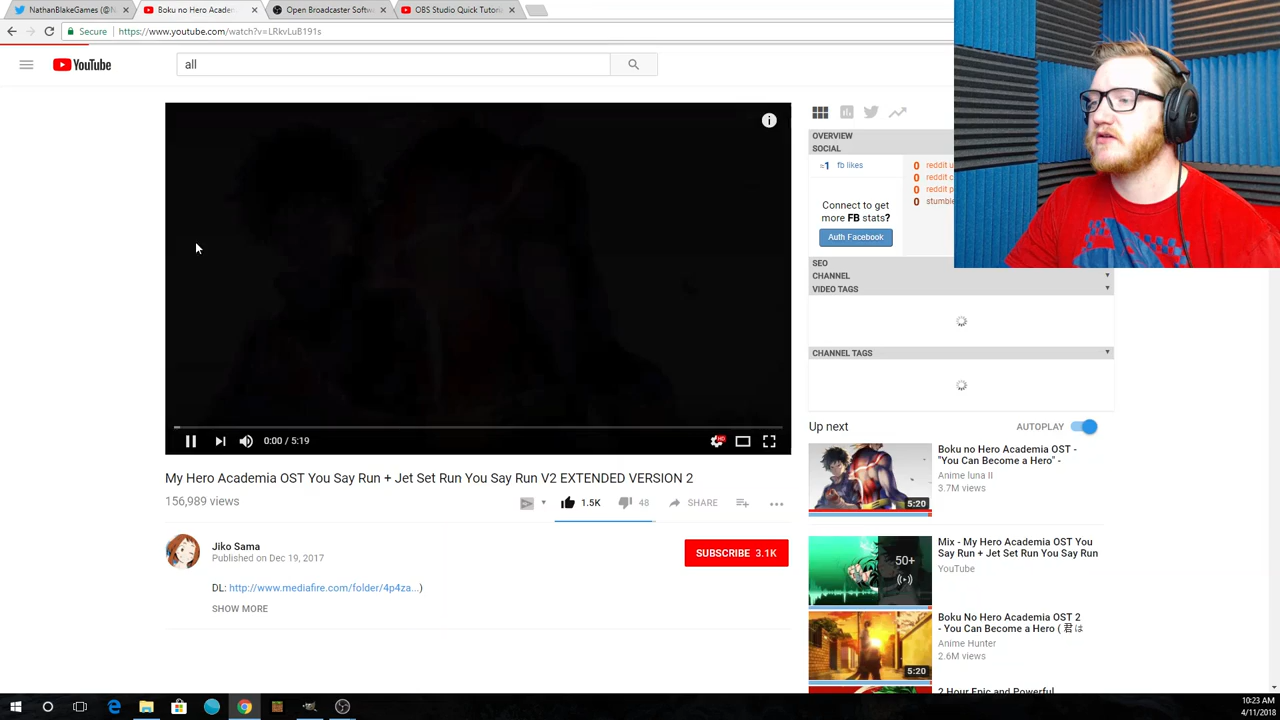 NathanBlakeGames (@N
Boku no Hero Academ
Open Broadcaster Softw
OBS Studio Quick Tutori
Secure
https://www.youtube.com/watch?v=LRkvLuB191s
YouTube
all
OVERVIEW
SOCIAL
≈1 fb likes
0 reddit u
0 reddit c
0 reddit p
0 stumble
Connect to get
more FB stats?
Auth Facebook
SEO
CHANNEL
VIDEO TAGS
CHANNEL TAGS
0:00 / 5:19
HD
My Hero Academia OST You Say Run + Jet Set Run You Say Run V2 EXTENDED VERSION 2
156,989 views
1.5K
48
SHARE
Jiko Sama
Published on Dec 19, 2017
SUBSCRIBE 3.1K
DL: http://www.mediafire.com/folder/4p4za...)
SHOW MORE
Up next
AUTOPLAY
Boku no Hero Academia OST -
"You Can Become a Hero" -
Anime luna II
3.7M views
5:20
Mix - My Hero Academia OST You
Say Run + Jet Set Run You Say Run
YouTube
50+
Boku No Hero Academia OST 2
- You Can Become a Hero ( 君は
Anime Hunter
2.6M views
5:20
2 Hour Epic and Powerful
10:23 AM
4/11/2018